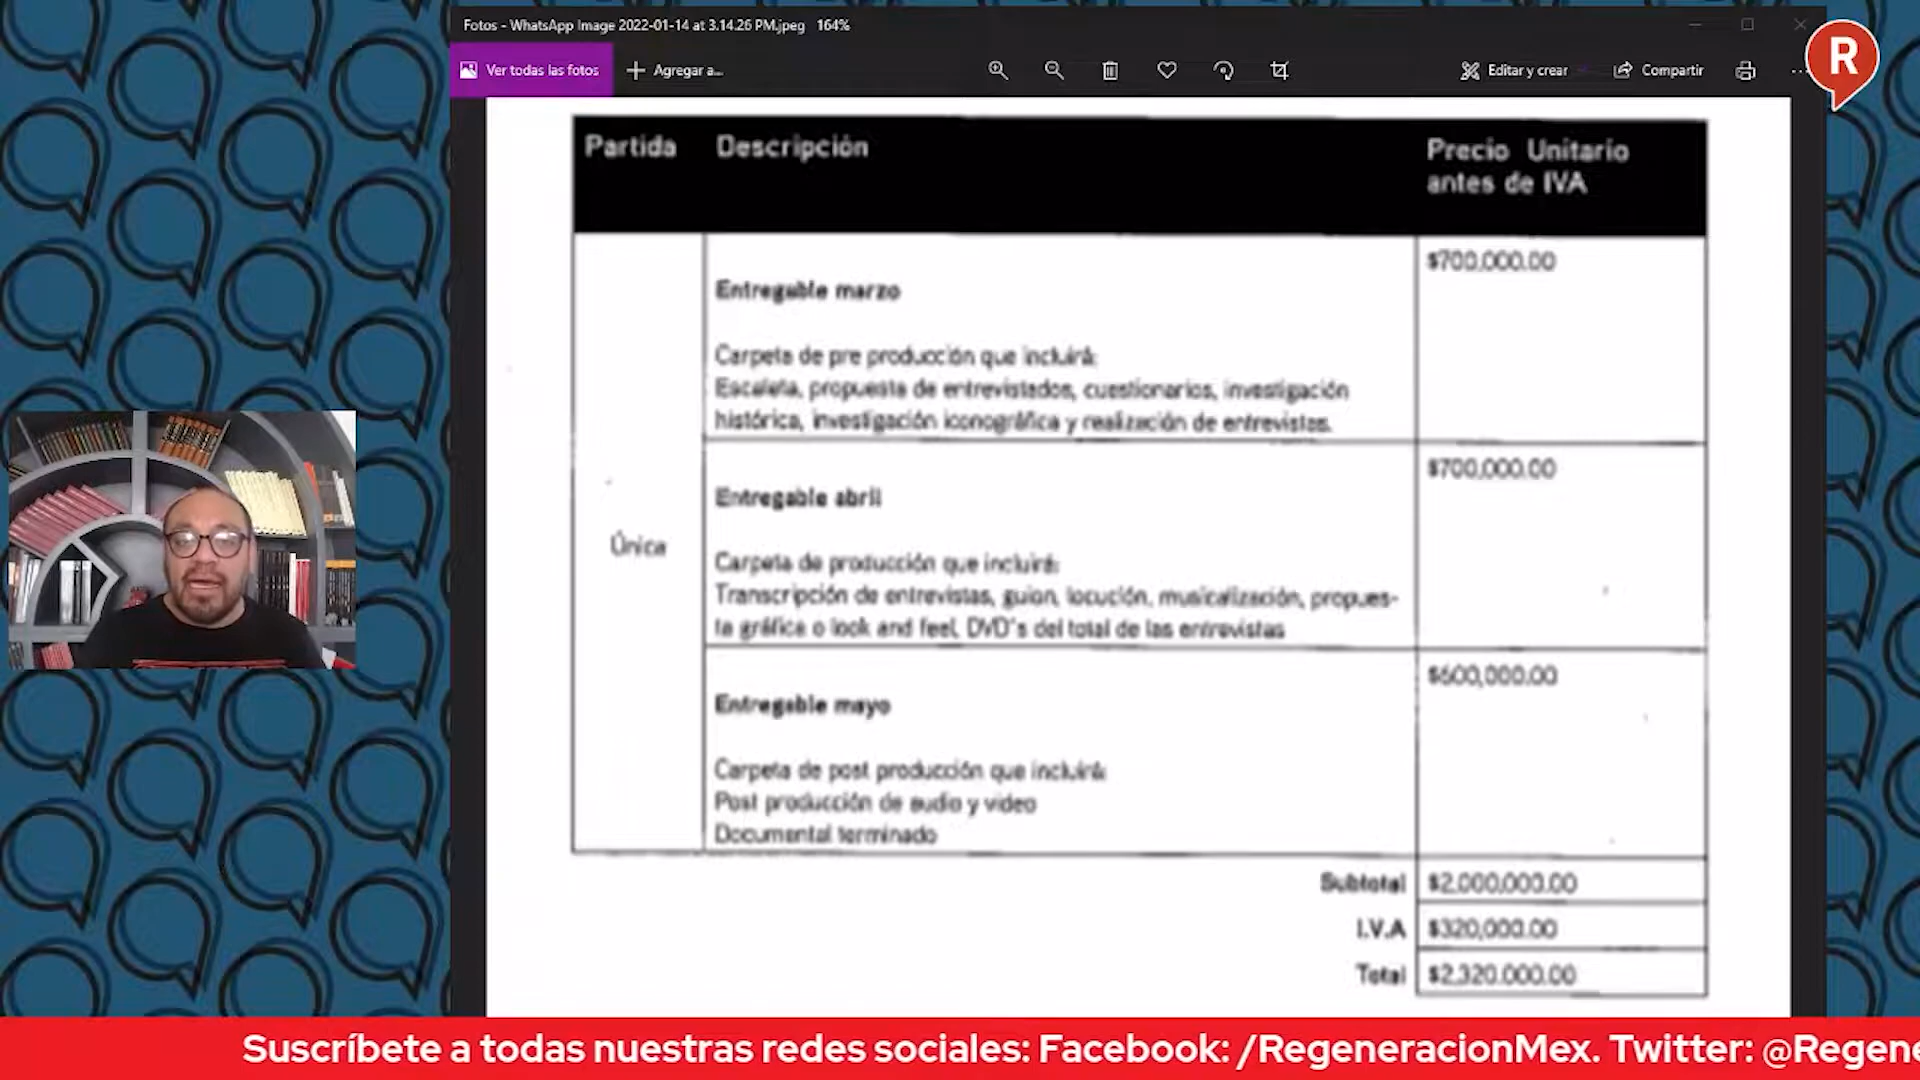 Fotos - WhatsApp Image 2022-01-14 at 3.14.26 PM.jpeg 164%
Ver todas las fotos
Agregar a...
Editar y crear
Compartir
R
Partida Descripción Precio Unitario
antes de IVA
$700,000.00
Entregable marzo
Carpeta de pre producción que incluirá:
Escaleta, propuesta de entrevistados, cuestionarios, investigación
histórica, investigación iconográfica y realización de entrevistas.
$700,000.00
Entregable abril
Única
Carpeta de producción que incluirá:
Transcripción de entrevistas, guion, locución, musicalización, propues-
ta gráfica o look and feel, DVD's del total de las entrevistas
$600,000.00
Entregable mayo
Carpeta de post producción que incluirá:
Post producción de audio y video
Documental terminado
Subtotal $2,000,000.00
I.V.A $320,000.00
Total $2,320.000.00
Suscríbete a todas nuestras redes sociales: Facebook: /RegeneracionMex. Twitter: @Regene